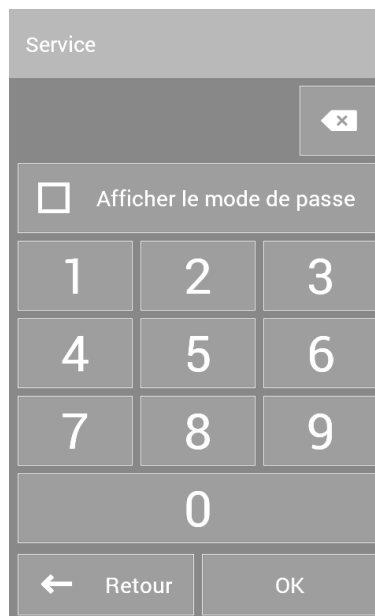 Service
Afficher le mode de passe
1 2 3
4 5 6
7 8 9
0
Retour OK